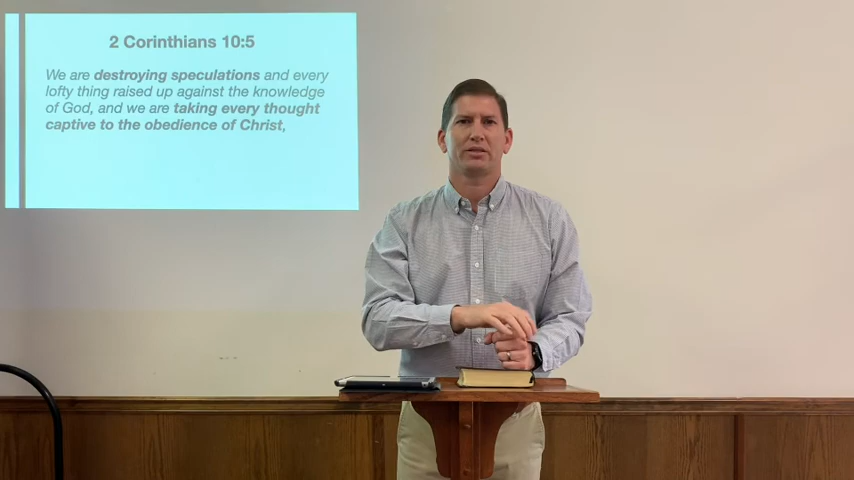 2 Corinthians 10:5
We are destroying speculations and every
lofty thing raised up against the knowledge
of God, and we are taking every thought
captive to the obedience of Christ,